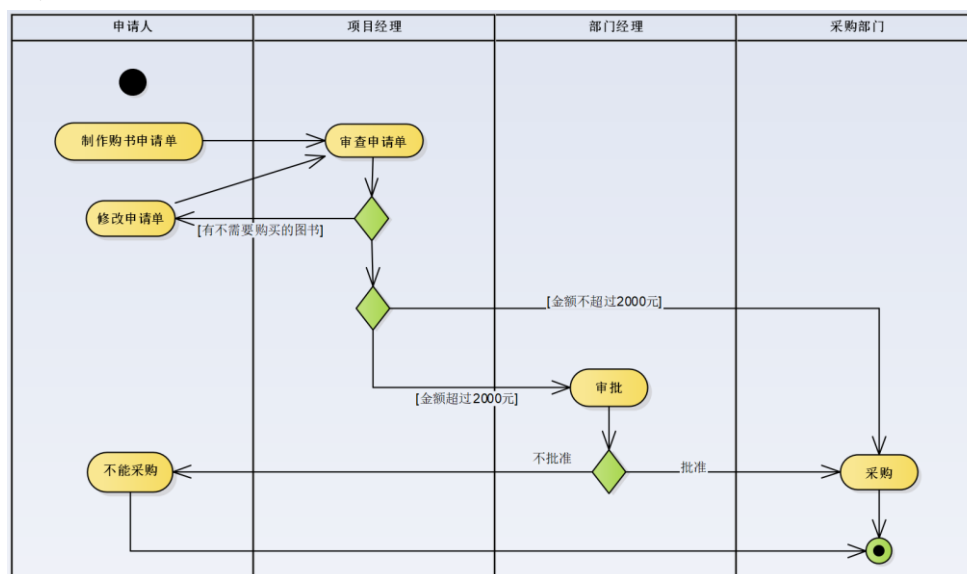 申请人
项目经理
部门经理
采购部门
制作购书申请单
审查申请单
修改申请单
[有不需要购买的图书]
[金额不超过2000元]
审批
[金额超过2000元]
不能采购
不批准
批准
采购